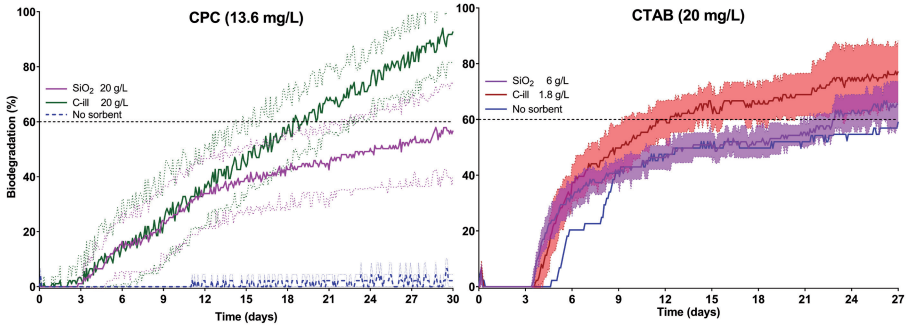 CPC (13.6 mg/L)
Biodegradation (%)
100
80
60
40
20
0
SiO₂ 20 g/L
C-ill 20 g/L
No sorbent
0 3 6 9 12 15 18 21 24 27 30
Time (days)
CTAB (20 mg/L)
100
80
60
40
20
0
SiO₂ 6 g/L
C-ill 1.8 g/L
No sorbent
0 3 6 9 12 15 18 21 24 27
Time (days)